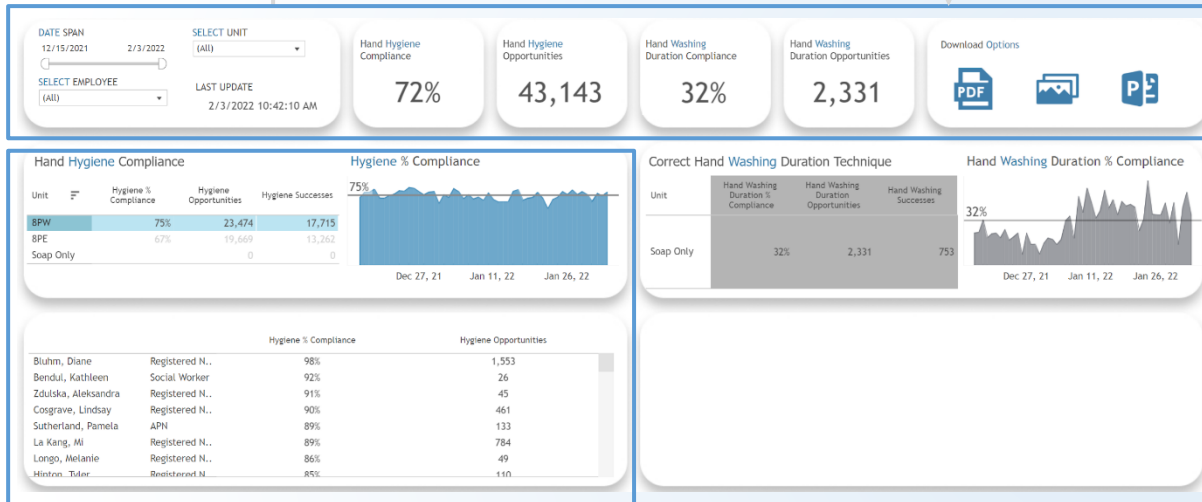 DATE SPAN
12/15/2021 2/3/2022
SELECT UNIT
(All)
SELECT EMPLOYEE
(All)
LAST UPDATE
2/3/2022 10:42:10 AM
Hand Hygiene
Compliance
72%
Hand Hygiene
Opportunities
43,143
Hand Washing
Duration Compliance
32%
Hand Washing
Duration Opportunities
2,331
Download Options
PDF
P
Hand Hygiene Compliance
Unit Hygiene % Compliance Hygiene Opportunities Hygiene Successes
8PW 75% 23,474 17,715
8PE 67% 19,669 13,262
Soap Only 0 0
Hygiene % Compliance
75%
Dec 27, 21 Jan 11, 22 Jan 26, 22
Correct Hand Washing Duration Technique
Unit Hand Washing Duration % Compliance Hand Washing Duration Opportunities Hand Washing Successes
Soap Only 32% 2,331 753
Hand Washing Duration % Compliance
32%
Dec 27, 21 Jan 11, 22 Jan 26, 22
Hygiene % Compliance Hygiene Opportunities
Bluhm, Diane Registered N.. 98% 1,553
Bendul, Kathleen Social Worker 92% 26
Zdulska, Aleksandra Registered N.. 91% 45
Cosgrave, Lindsay Registered N.. 90% 461
Sutherland, Pamela APN 89% 133
La Kang, Mi Registered N.. 89% 784
Longo, Melanie Registered N.. 86% 49
Hinton, Tyler Registered N 85% 110